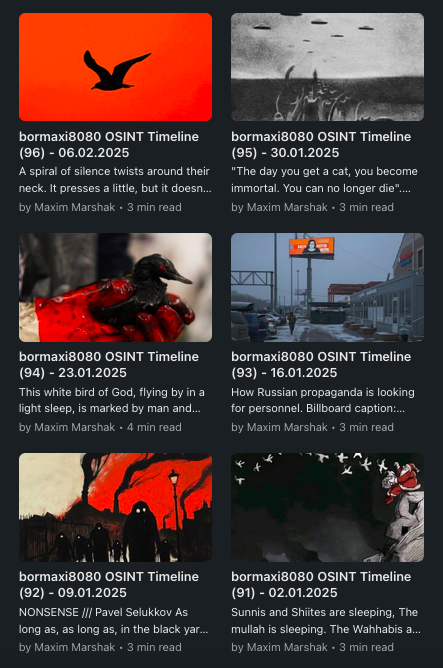 bormaxi8080 OSINT Timeline
(96) - 06.02.2025
A spiral of silence twists around their
neck. It presses a little, but it doesn...
by Maxim Marshak • 3 min read
bormaxi8080 OSINT Timeline
(95) - 30.01.2025
"The day you get a cat, you become
immortal. You can no longer die"....
by Maxim Marshak • 3 min read
bormaxi8080 OSINT Timeline
(94) - 23.01.2025
This white bird of God, flying by in a
light sleep, is marked by man and...
by Maxim Marshak • 4 min read
bormaxi8080 OSINT Timeline
(93) - 16.01.2025
How Russian propaganda is looking
for personnel. Billboard caption:...
by Maxim Marshak • 3 min read
bormaxi8080 OSINT Timeline
(92) - 09.01.2025
NONSENSE /// Pavel Selukkov As
long as, as long as, in the black yar...
by Maxim Marshak • 3 min read
bormaxi8080 OSINT Timeline
(91) - 02.01.2025
Sunnis and Shiites are sleeping, The
mullah is sleeping. The Wahhabis a...
by Maxim Marshak • 3 min read